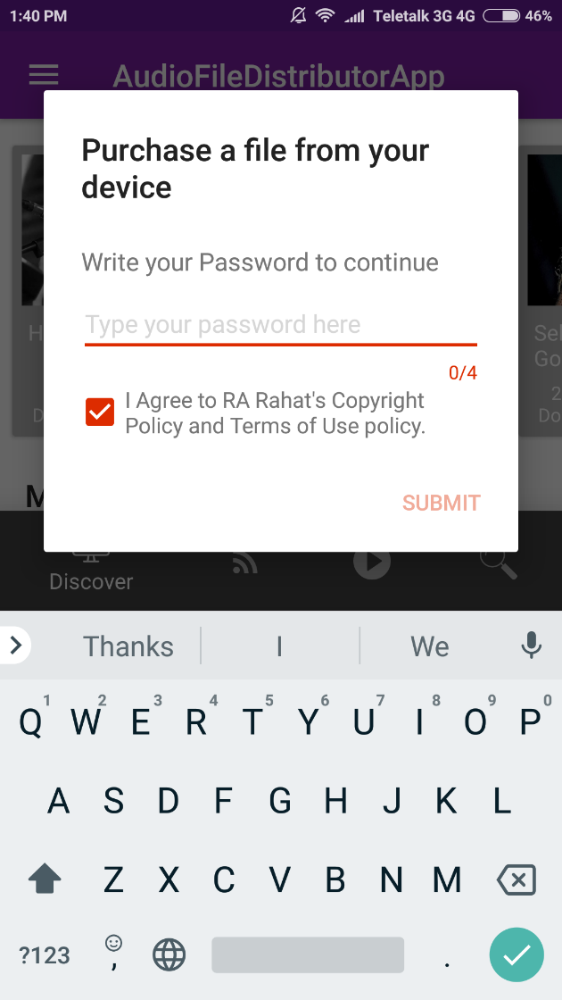 1:40 PM Teletalk 3G 4G 46%
AudioFileDistributorApp
Purchase a file from your
device
Write your Password to continue
Type your password here
0/4
I Agree to RA Rahat's Copyright
Policy and Terms of Use policy.
SUBMIT
H
Sel
Go
2
D
Do
M
Discover
Thanks I We
1 2 3 4 5 6 7 8 9 0
Q W E R T Y U I O P
A S D F G H J K L
Z X C V B N M
?123 , .